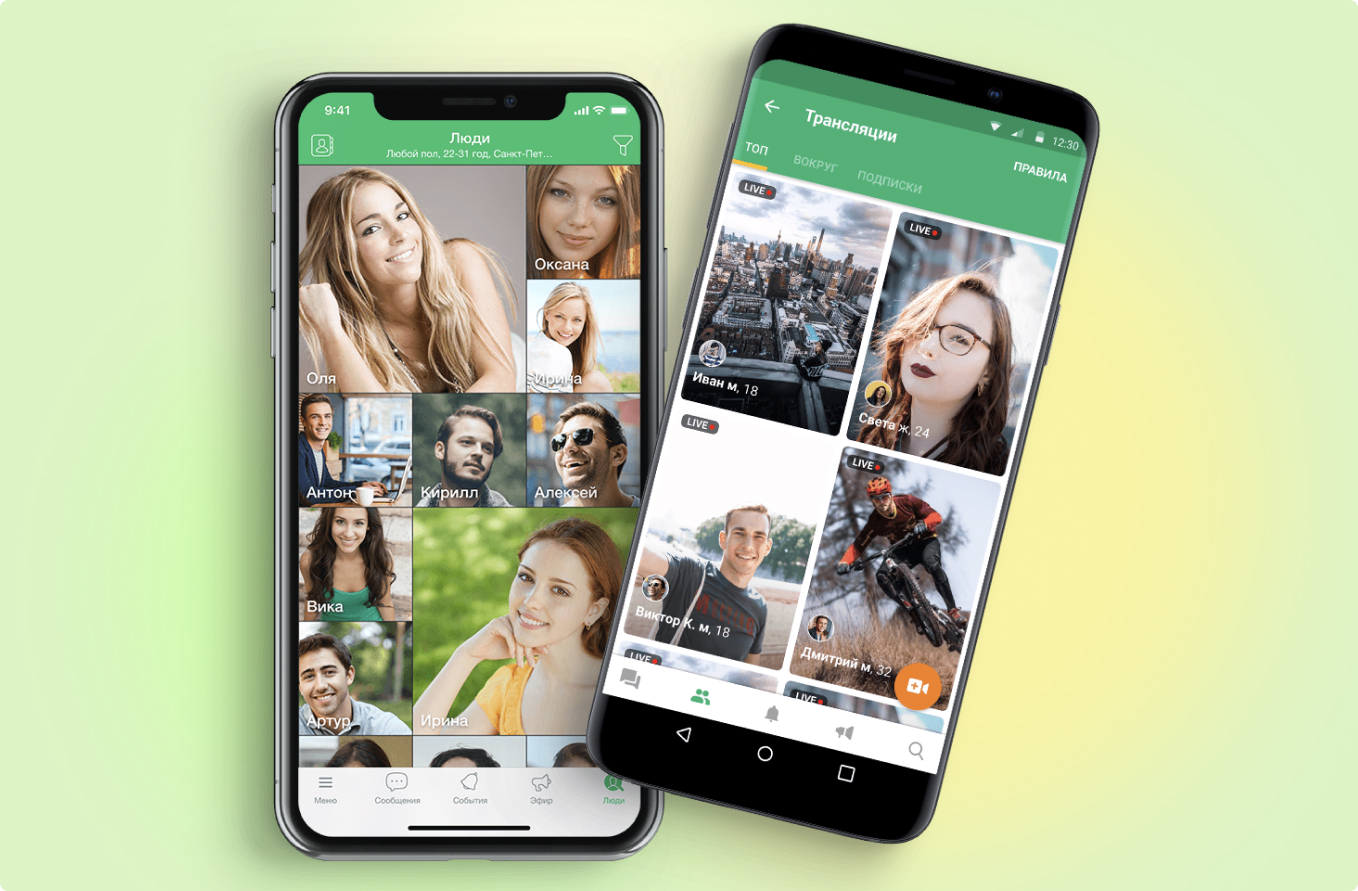 9:41
Люди
Любой пол, 22-31 год, Санкт-Пет...
Оля
Оксана
Ирина
Антон
Кирилл
Алексей
Вика
Ирина
Артур
Меню
Сообщения
События
Эфир
Люди
12:30
Трансляции
ПРАВИЛА
ТОП
ВОКРУГ
ПОДПИСКИ
LIVE
Иван м, 18
LIVE
Света ж, 24
LIVE
Виктор К. м, 18
LIVE
Дмитрий м, 32
LIVE
LIVE